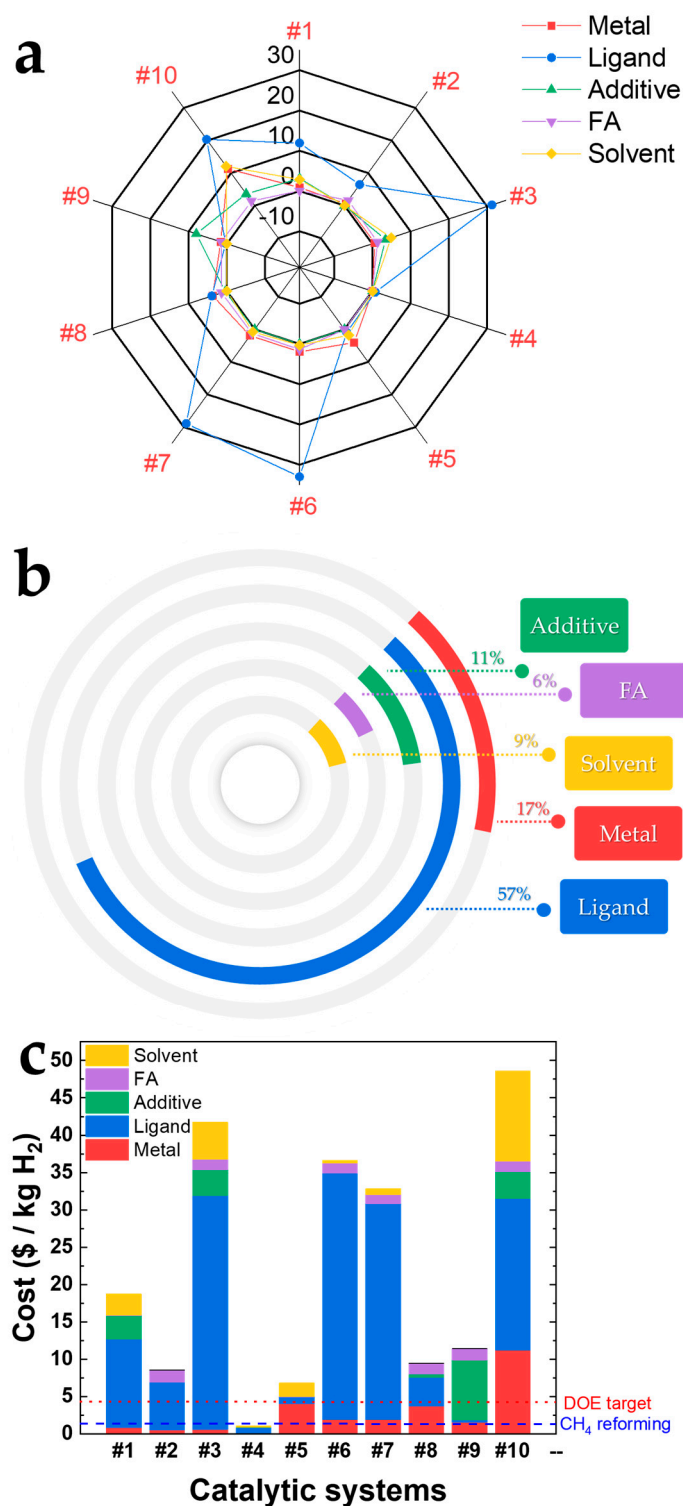 a
#1
#2
#3
#4
#5
#6
#7
#8
#9
#10
30
20
10
0
-10
Metal
Ligand
Additive
FA
Solvent
b
Additive
11%
6%
FA
9%
Solvent
17%
Metal
57%
Ligand
c
Solvent
FA
Additive
Ligand
Metal
50
45
40
35
30
25
20
15
10
5
0
Cost ($ / kg H₂)
DOE target
CH₄ reforming
#1 #2 #3 #4 #5 #6 #7 #8 #9 #10 --
Catalytic systems